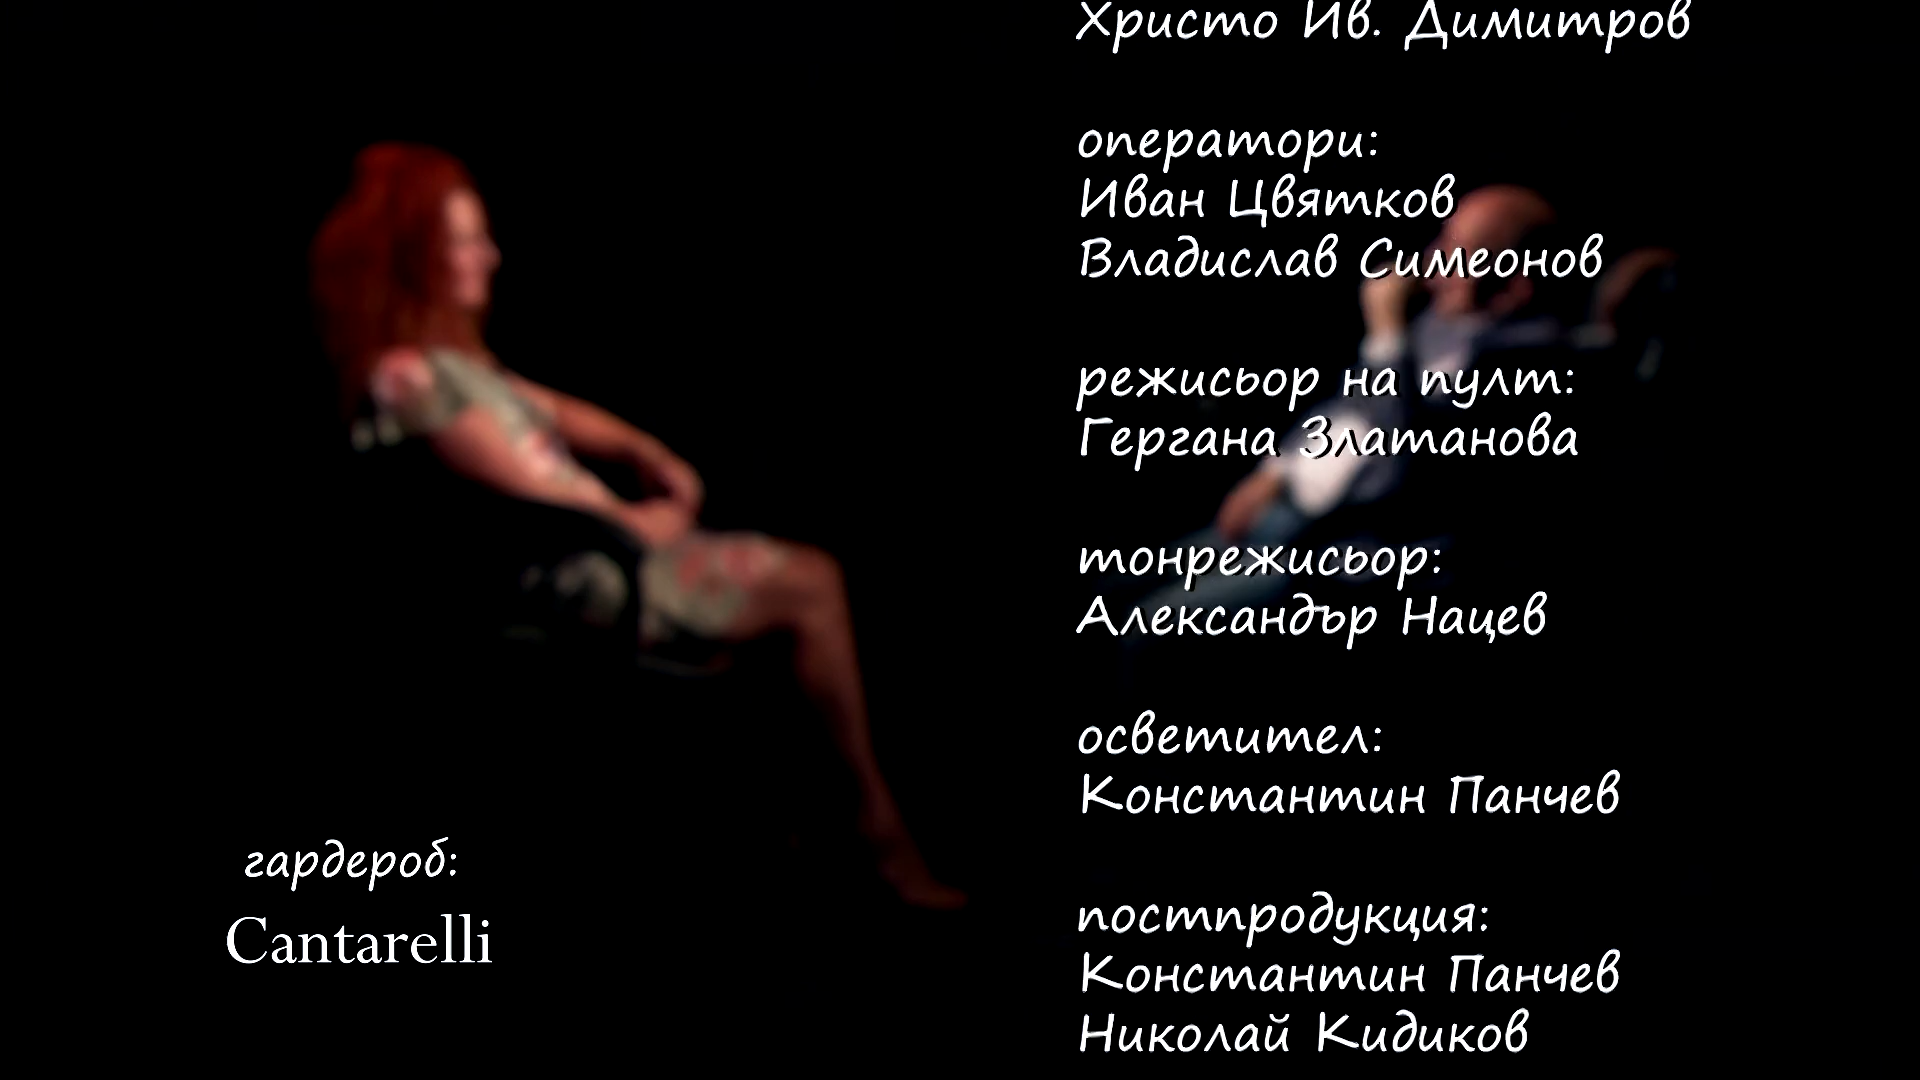 Христо Ив. Димитров
оператори:
Иван Цвятков
Владислав Симеонов
режисьор на пулт:
Гергана Златанова
тонрежисьор:
Александър Нацев
осветител:
Константин Панчев
постпродукция:
Константин Панчев
Николай Кидиков
гардероб:
Cantarelli